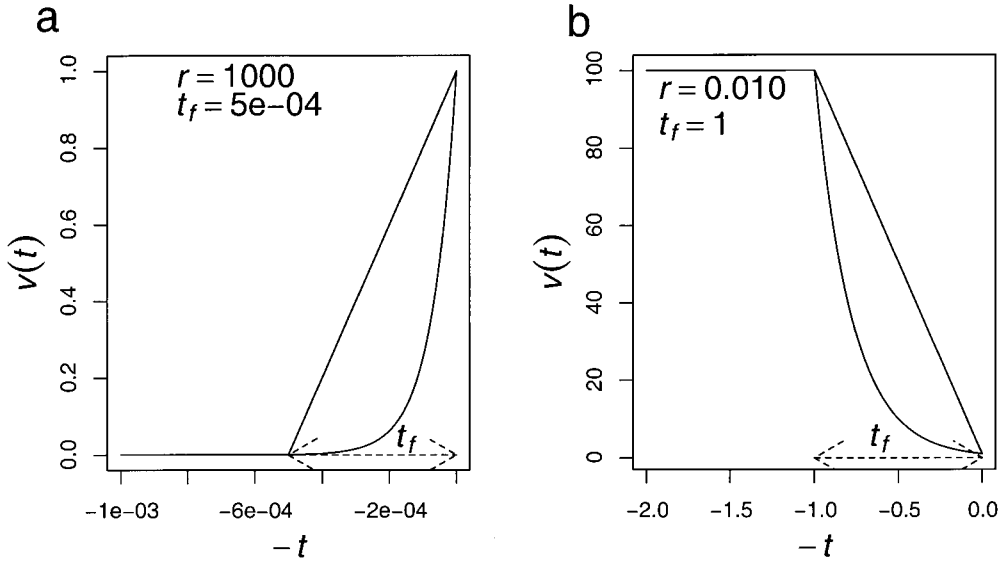 a
r = 1000
t_f = 5e−04
v(t)
1.0
0.8
0.6
0.4
0.2
0.0
t_f
−1e−03
−6e−04
−2e−04
−t
b
r = 0.010
t_f = 1
v(t)
100
80
60
40
20
0
t_f
−2.0
−1.5
−1.0
−0.5
0.0
−t